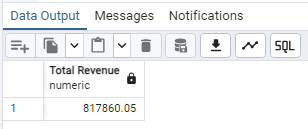 Data Output Messages Notifications
SQL
Total Revenue
numeric
1 817860.05